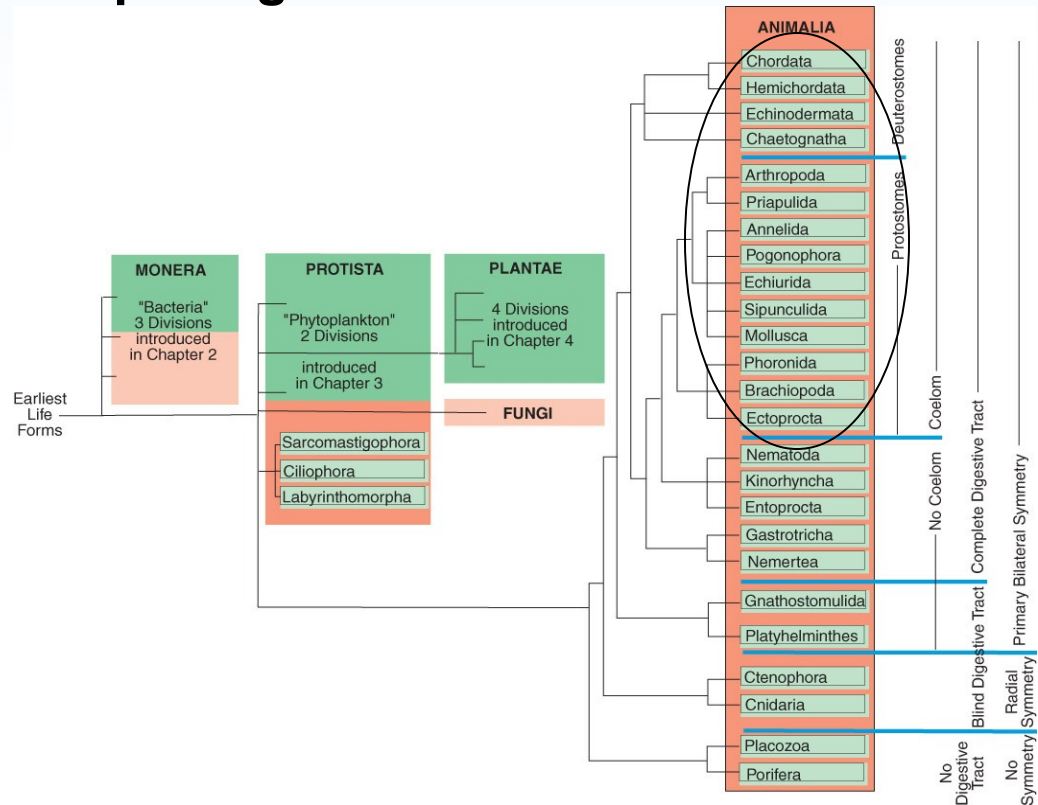 Earliest
Life
Forms
MONERA
"Bacteria"
3 Divisions
introduced
in Chapter 2
PROTISTA
"Phytoplankton"
2 Divisions
introduced
in Chapter 3
Sarcomastigophora
Ciliophora
Labyrinthomorpha
PLANTAE
4 Divisions
introduced
in Chapter 4
FUNGI
ANIMALIA
Chordata
Hemichordata
Echinodermata
Chaetognatha
Arthropoda
Priapulida
Annelida
Pogonophora
Echiurida
Sipunculida
Mollusca
Phoronida
Brachiopoda
Ectoprocta
Nematoda
Kinorhyncha
Entoprocta
Gastrotricha
Nemertea
Gnathostomulida
Platyhelminthes
Ctenophora
Cnidaria
Placozoa
Porifera
Deuterostomes
Protostomes
Coelom
No Coelom
Complete Digestive Tract
Blind Digestive Tract
No
Digestive
Tract
Primary Bilateral Symmetry
Radial
Symmetry
No
Symmetry